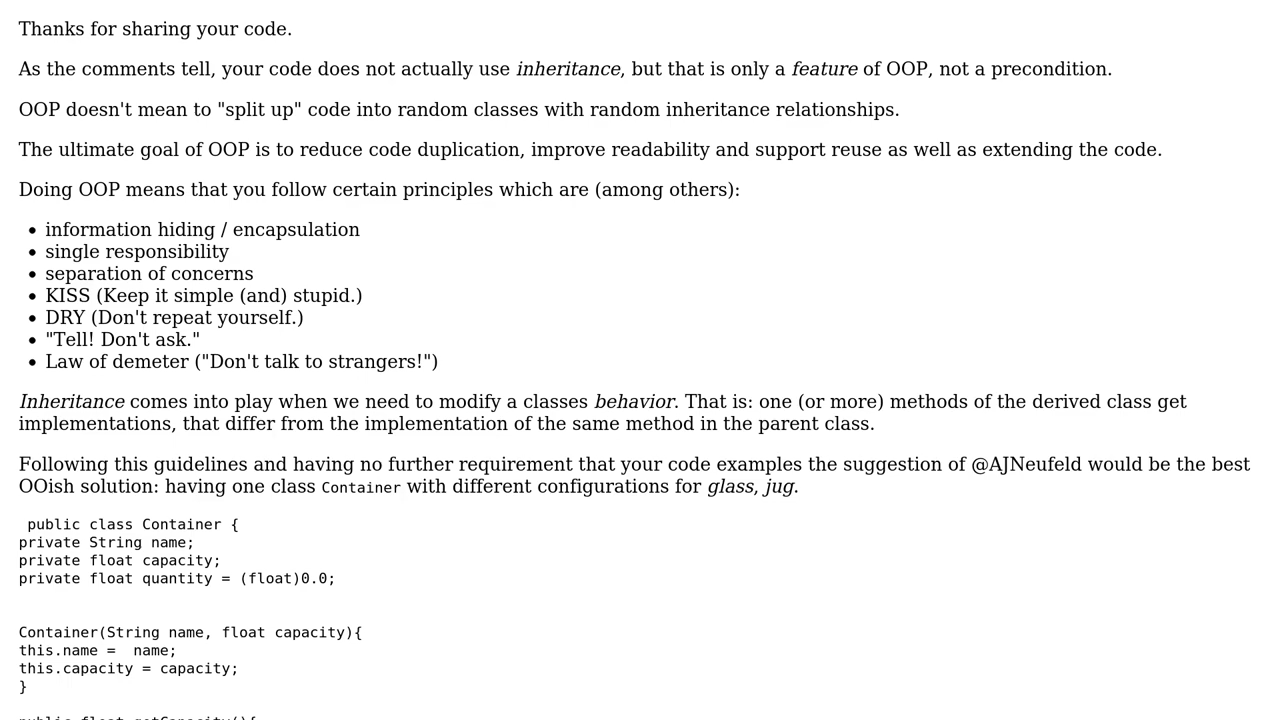 Thanks for sharing your code.
As the comments tell, your code does not actually use inheritance, but that is only a feature of OOP, not a precondition.
OOP doesn't mean to "split up" code into random classes with random inheritance relationships.
The ultimate goal of OOP is to reduce code duplication, improve readability and support reuse as well as extending the code.
Doing OOP means that you follow certain principles which are (among others):
• information hiding / encapsulation
• single responsibility
• separation of concerns
• KISS (Keep it simple (and) stupid.)
• DRY (Don't repeat yourself.)
• "Tell! Don't ask."
• Law of demeter ("Don't talk to strangers!")
Inheritance comes into play when we need to modify a classes behavior. That is: one (or more) methods of the derived class get
implementations, that differ from the implementation of the same method in the parent class.
Following this guidelines and having no further requirement that your code examples the suggestion of @AJNeufeld would be the best
OOish solution: having one class Container with different configurations for glass, jug.
public class Container {
private String name;
private float capacity;
private float quantity = (float)0.0;
Container(String name, float capacity){
this.name =  name;
this.capacity = capacity;
}
public float getCapacity(){